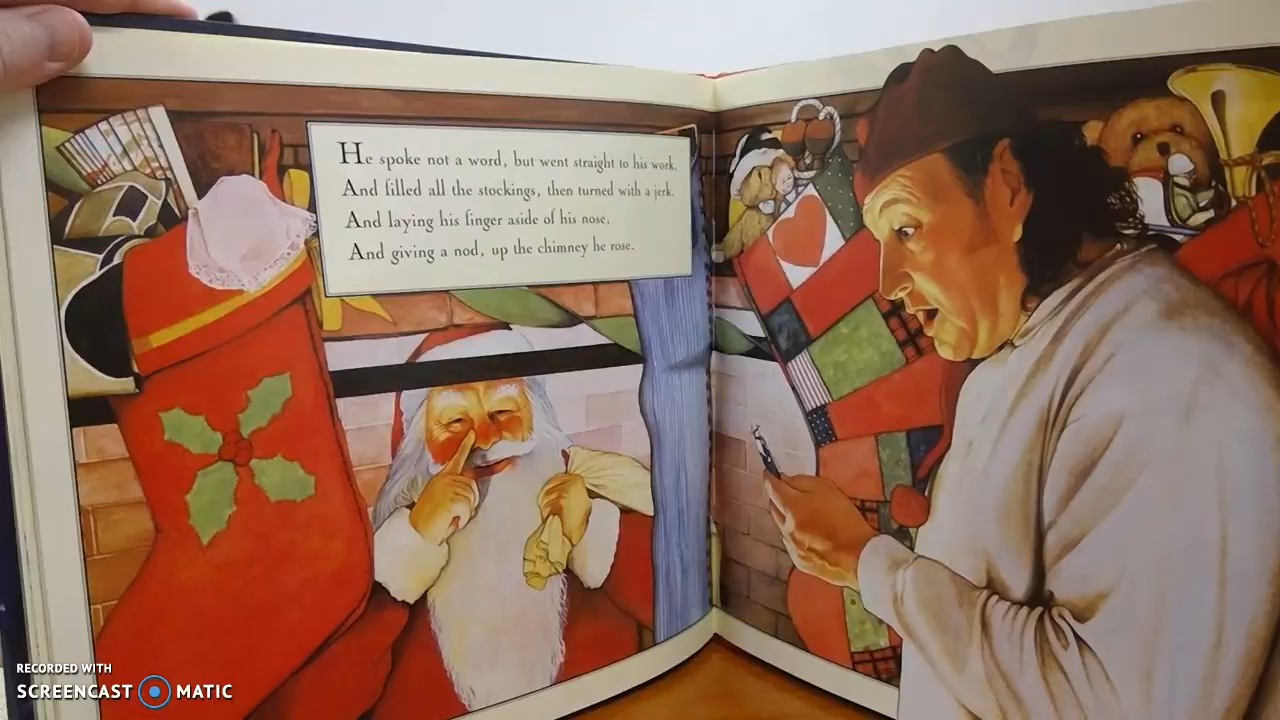 He spoke not a word, but went straight to his work,
And filled all the stockings, then turned with a jerk.
And laying his finger aside of his nose,
And giving a nod, up the chimney he rose.
RECORDED WITH
SCREENCAST MATIC